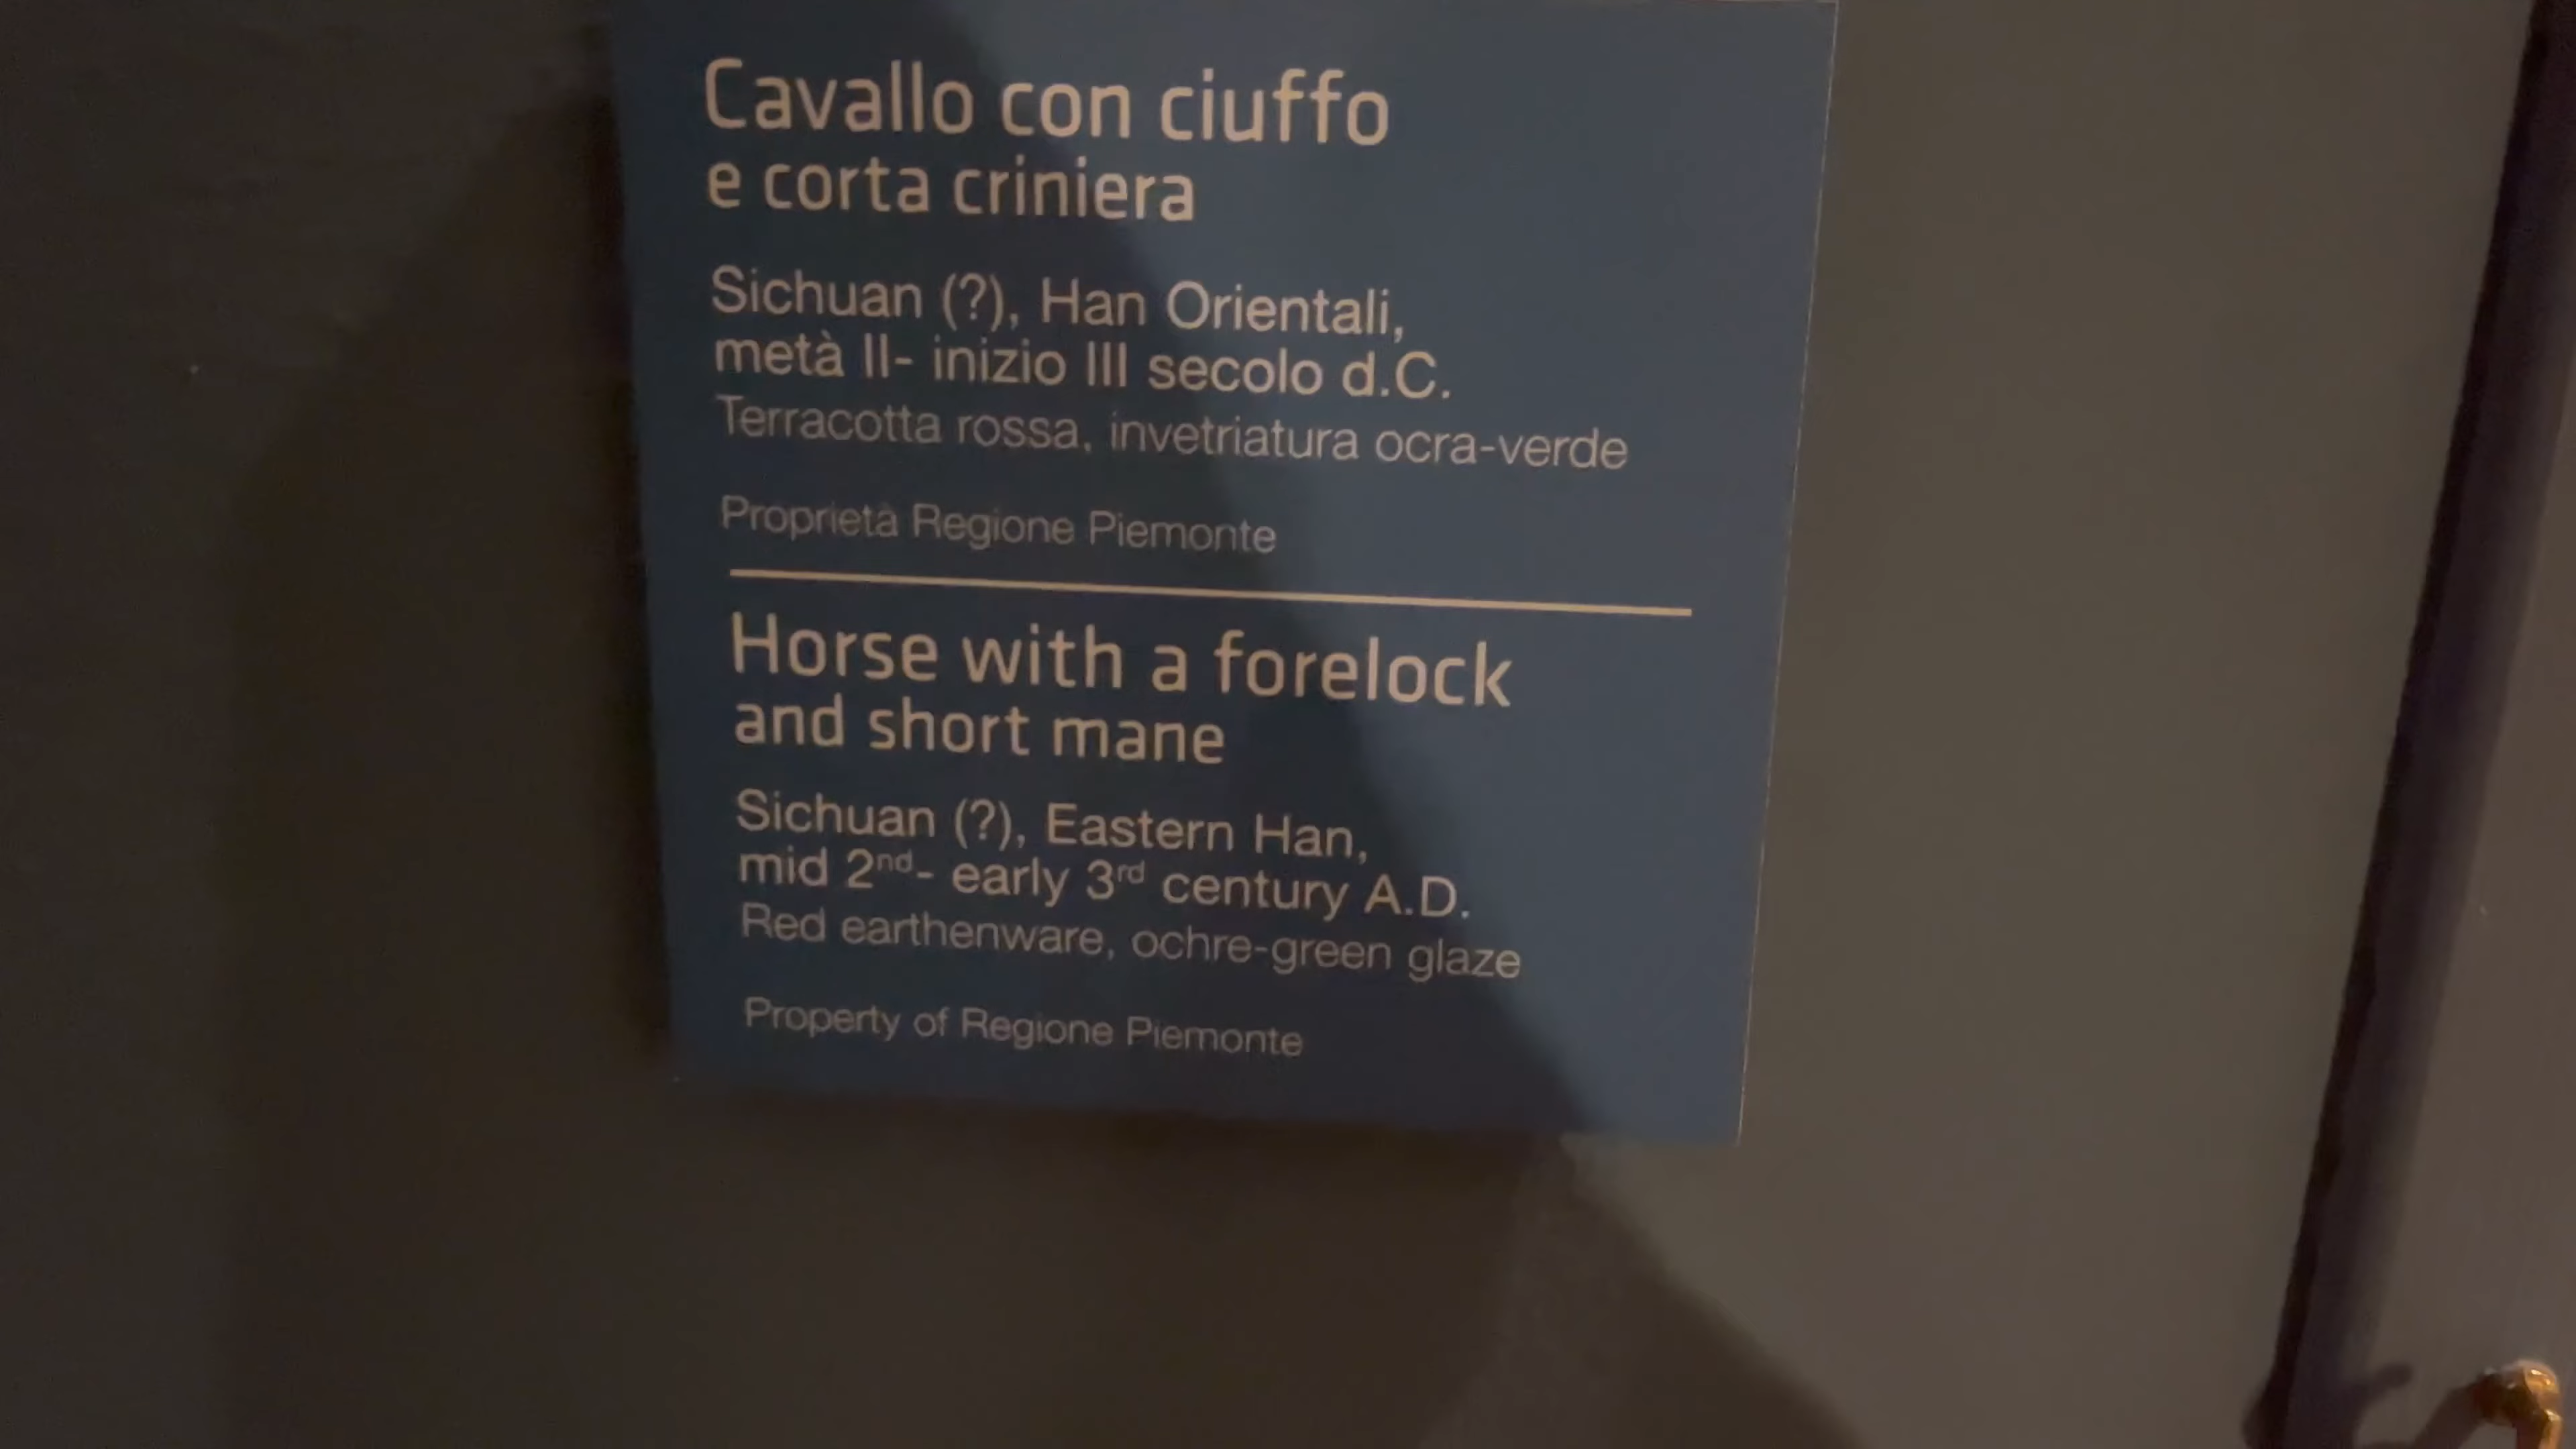 Cavallo con ciuffo
e corta criniera
Sichuan (?), Han Orientali,
metà II- inizio III secolo d.C.
Terracotta rossa, invetriatura ocra-verde
Proprietà Regione Piemonte
Horse with a forelock
and short mane
Sichuan (?), Eastern Han,
mid 2nd- early 3rd century A.D.
Red earthenware, ochre-green glaze
Property of Regione Piemonte